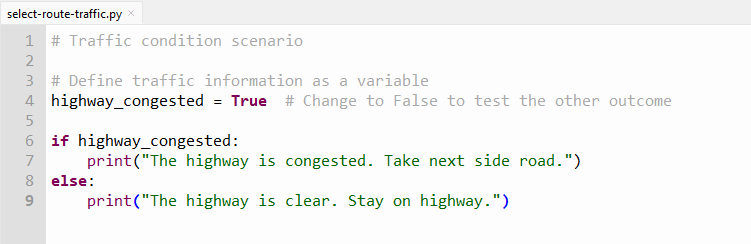 select-route-traffic.py ×
1 # Traffic condition scenario
2
3 # Define traffic information as a variable
4 highway_congested = True  # Change to False to test the other outcome
5
6 if highway_congested:
7     print("The highway is congested. Take next side road.")
8 else:
9     print("The highway is clear. Stay on highway.")